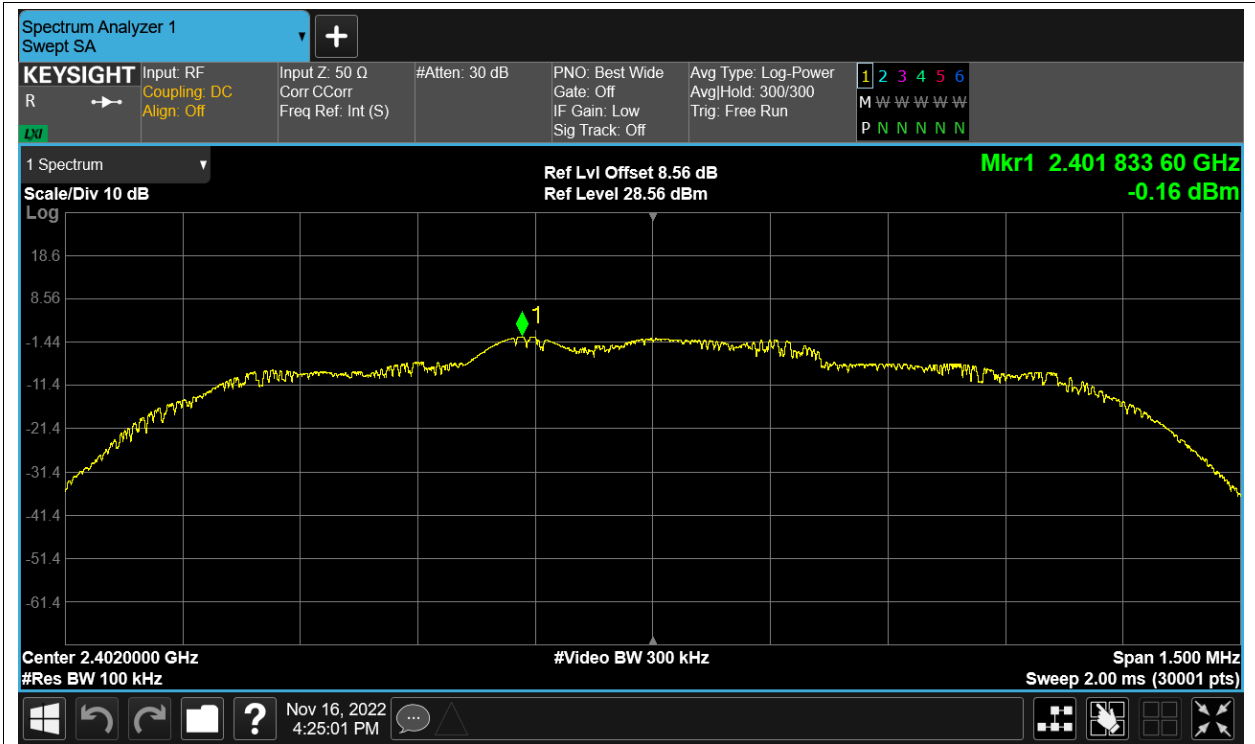 Spectrum Analyzer 1
Swept SA
KEYSIGHT
R
LXI
Input: RF
Coupling: DC
Align: Off
Input Z: 50 Ω
Corr CCorr
Freq Ref: Int (S)
#Atten: 30 dB
PNO: Best Wide
Gate: Off
IF Gain: Low
Sig Track: Off
Avg Type: Log-Power
Avg|Hold: 300/300
Trig: Free Run
1 2 3 4 5 6
M W W W W W
P N N N N N
1 Spectrum
Scale/Div 10 dB
Log
Ref Lvl Offset 8.56 dB
Ref Level 28.56 dBm
Mkr1 2.401 833 60 GHz
-0.16 dBm
18.6
8.56
1
-1.44
-11.4
-21.4
-31.4
-41.4
-51.4
-61.4
Center 2.4020000 GHz
#Video BW 300 kHz
Span 1.500 MHz
#Res BW 100 kHz
Sweep 2.00 ms (30001 pts)
?
Nov 16, 2022
4:25:01 PM